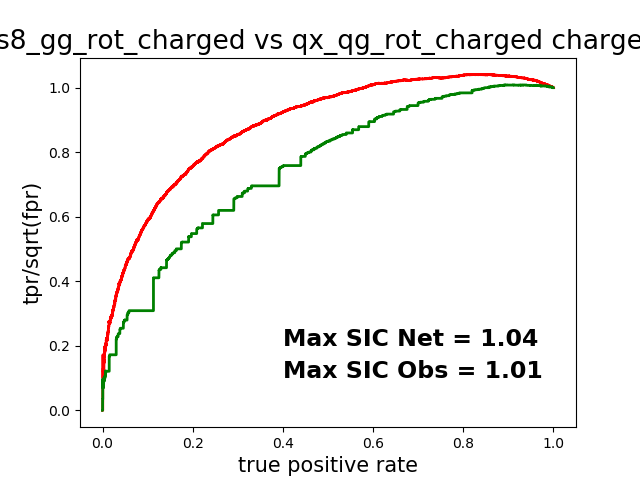 s8_gg_rot_charged vs qx_qg_rot_charged charge
1.0
0.8
0.6
0.4
0.2
0.0
tpr/sqrt(fpr)
Max SIC Net = 1.04
Max SIC Obs = 1.01
0.0 0.2 0.4 0.6 0.8 1.0
true positive rate